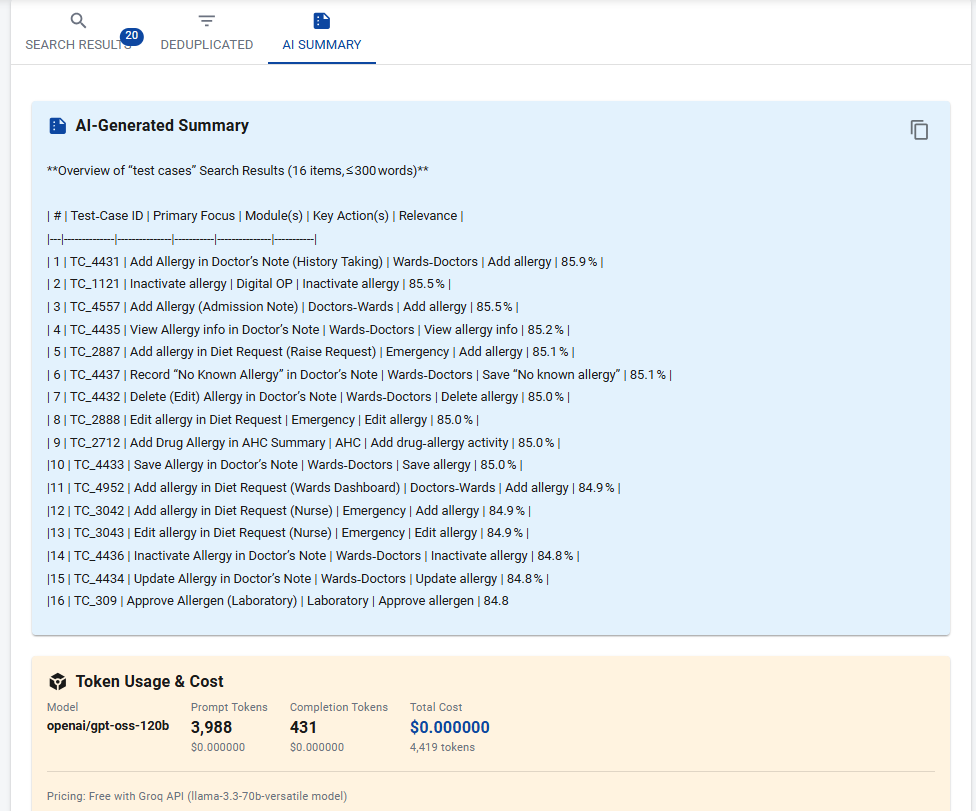 20
SEARCH RESULTS
DEDUPLICATED
AI SUMMARY
AI-Generated Summary
**Overview of “test cases” Search Results (16 items, ≤ 300 words)**
| # | Test‑Case ID | Primary Focus | Module(s) | Key Action(s) | Relevance |
|---|--------------|---------------|-----------|---------------|-----------|
| 1 | TC_4431 | Add Allergy in Doctor’s Note (History Taking) | Wards‑Doctors | Add allergy | 85.9 % |
| 2 | TC_1121 | Inactivate allergy | Digital OP | Inactivate allergy | 85.5 % |
| 3 | TC_4557 | Add Allergy (Admission Note) | Doctors‑Wards | Add allergy | 85.5 % |
| 4 | TC_4435 | View Allergy info in Doctor’s Note | Wards‑Doctors | View allergy info | 85.2 % |
| 5 | TC_2887 | Add allergy in Diet Request (Raise Request) | Emergency | Add allergy | 85.1 % |
| 6 | TC_4437 | Record “No Known Allergy” in Doctor’s Note | Wards‑Doctors | Save “No known allergy” | 85.1 % |
| 7 | TC_4432 | Delete (Edit) Allergy in Doctor’s Note | Wards‑Doctors | Delete allergy | 85.0 % |
| 8 | TC_2888 | Edit allergy in Diet Request | Emergency | Edit allergy | 85.0 % |
| 9 | TC_2712 | Add Drug Allergy in AHC Summary | AHC | Add drug‑allergy activity | 85.0 % |
|10 | TC_4433 | Save Allergy in Doctor’s Note | Wards‑Doctors | Save allergy | 85.0 % |
|11 | TC_4952 | Add allergy in Diet Request (Wards Dashboard) | Doctors‑Wards | Add allergy | 84.9 % |
|12 | TC_3042 | Add allergy in Diet Request (Nurse) | Emergency | Add allergy | 84.9 % |
|13 | TC_3043 | Edit allergy in Diet Request (Nurse) | Emergency | Edit allergy | 84.9 % |
|14 | TC_4436 | Inactivate Allergy in Doctor’s Note | Wards‑Doctors | Inactivate allergy | 84.8 % |
|15 | TC_4434 | Update Allergy in Doctor’s Note | Wards‑Doctors | Update allergy | 84.8 % |
|16 | TC_309 | Approve Allergen (Laboratory) | Laboratory | Approve allergen | 84.8
Token Usage & Cost
Model Prompt Tokens Completion Tokens Total Cost
openai/gpt-oss-120b 3,988 431 $0.000000
$0.000000 $0.000000 4,419 tokens
Pricing: Free with Groq API (llama-3.3-70b-versatile model)